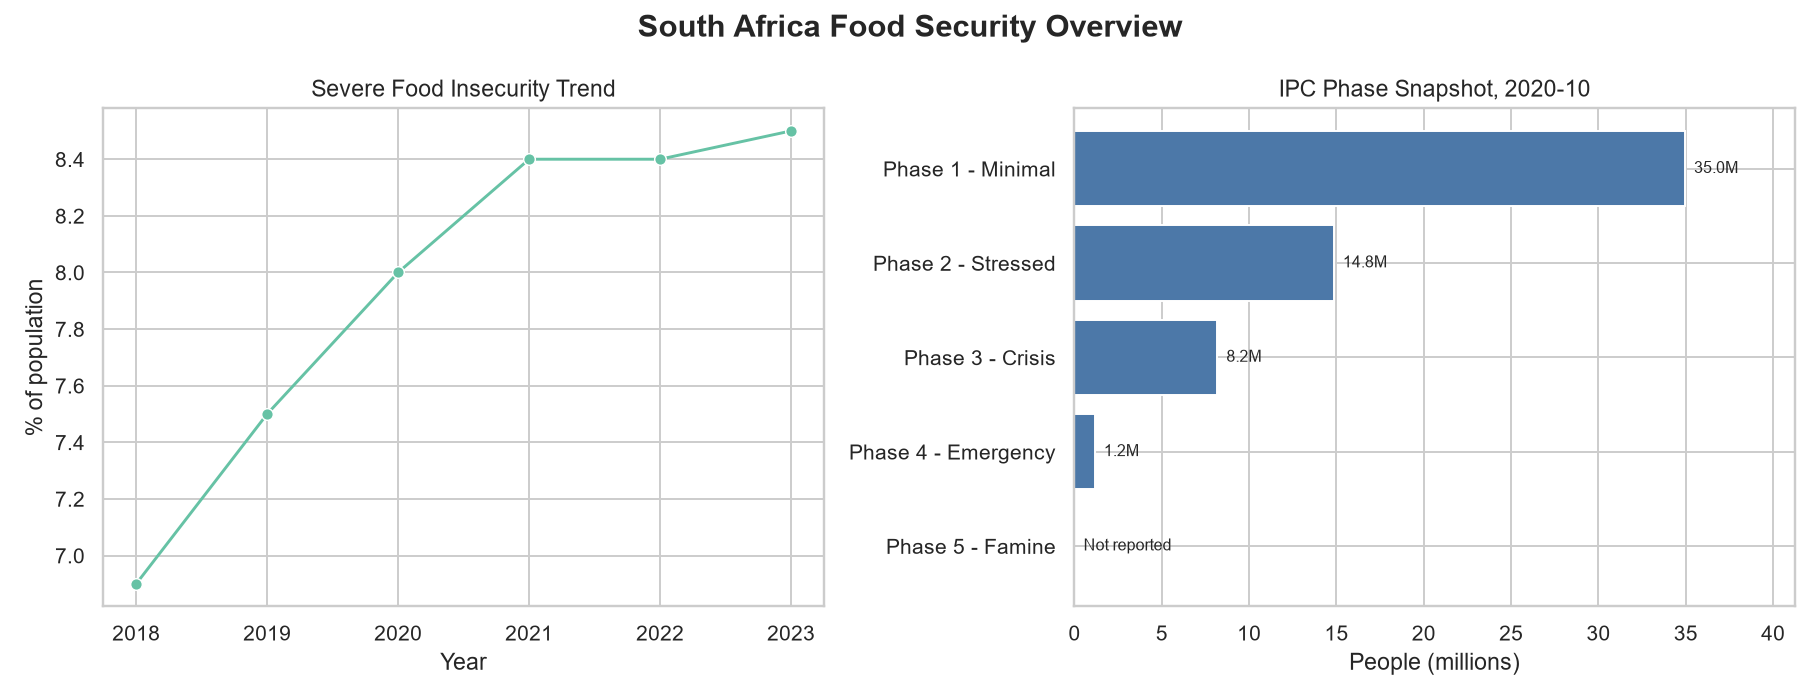 South Africa Food Security Overview
Severe Food Insecurity Trend
% of population
8.4
8.2
8.0
7.8
7.6
7.4
7.2
7.0
2018 2019 2020 2021 2022 2023
Year
IPC Phase Snapshot, 2020-10
Phase 1 - Minimal 35.0M
Phase 2 - Stressed 14.8M
Phase 3 - Crisis 8.2M
Phase 4 - Emergency 1.2M
Phase 5 - Famine Not reported
0 5 10 15 20 25 30 35 40
People (millions)